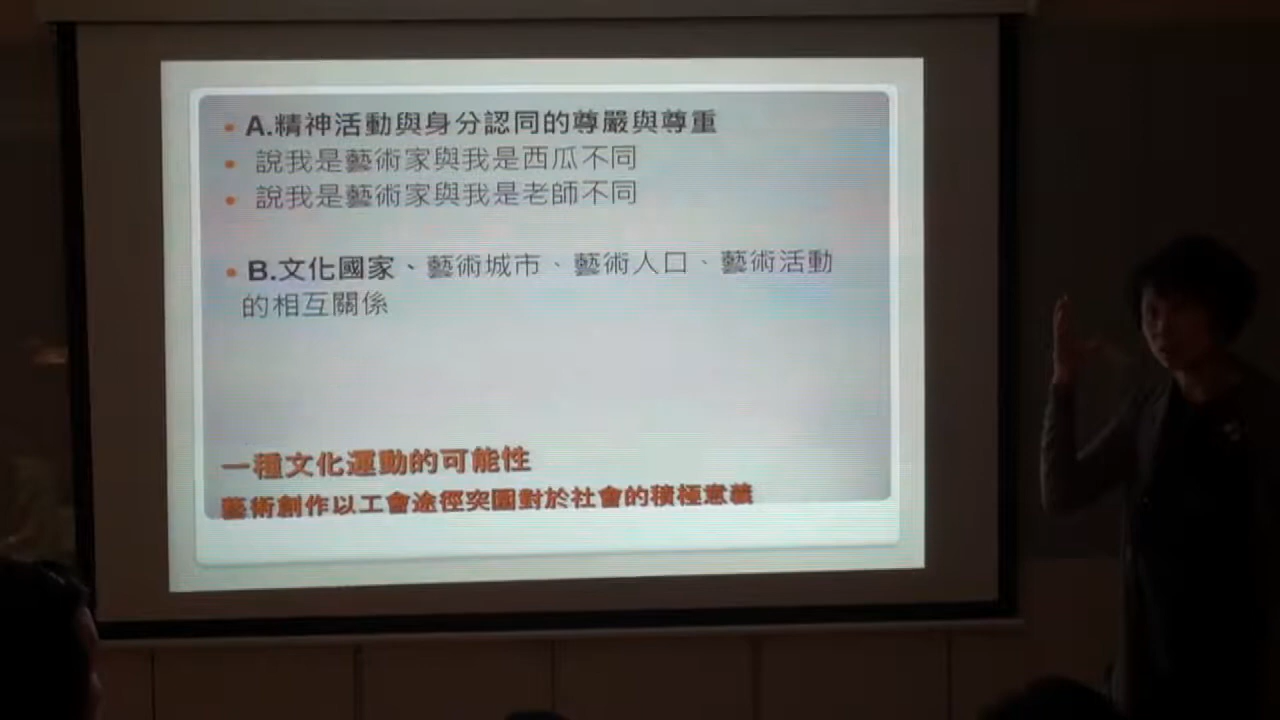 • A.精神活動與身分認同的尊嚴與尊重
• 說我是藝術家與我是西瓜不同
• 說我是藝術家與我是老師不同
• B.文化國家、藝術城市、藝術人口、藝術活動
的相互關係
一種文化運動的可能性
藝術創作以工會途徑突圍對於社會的積極意義